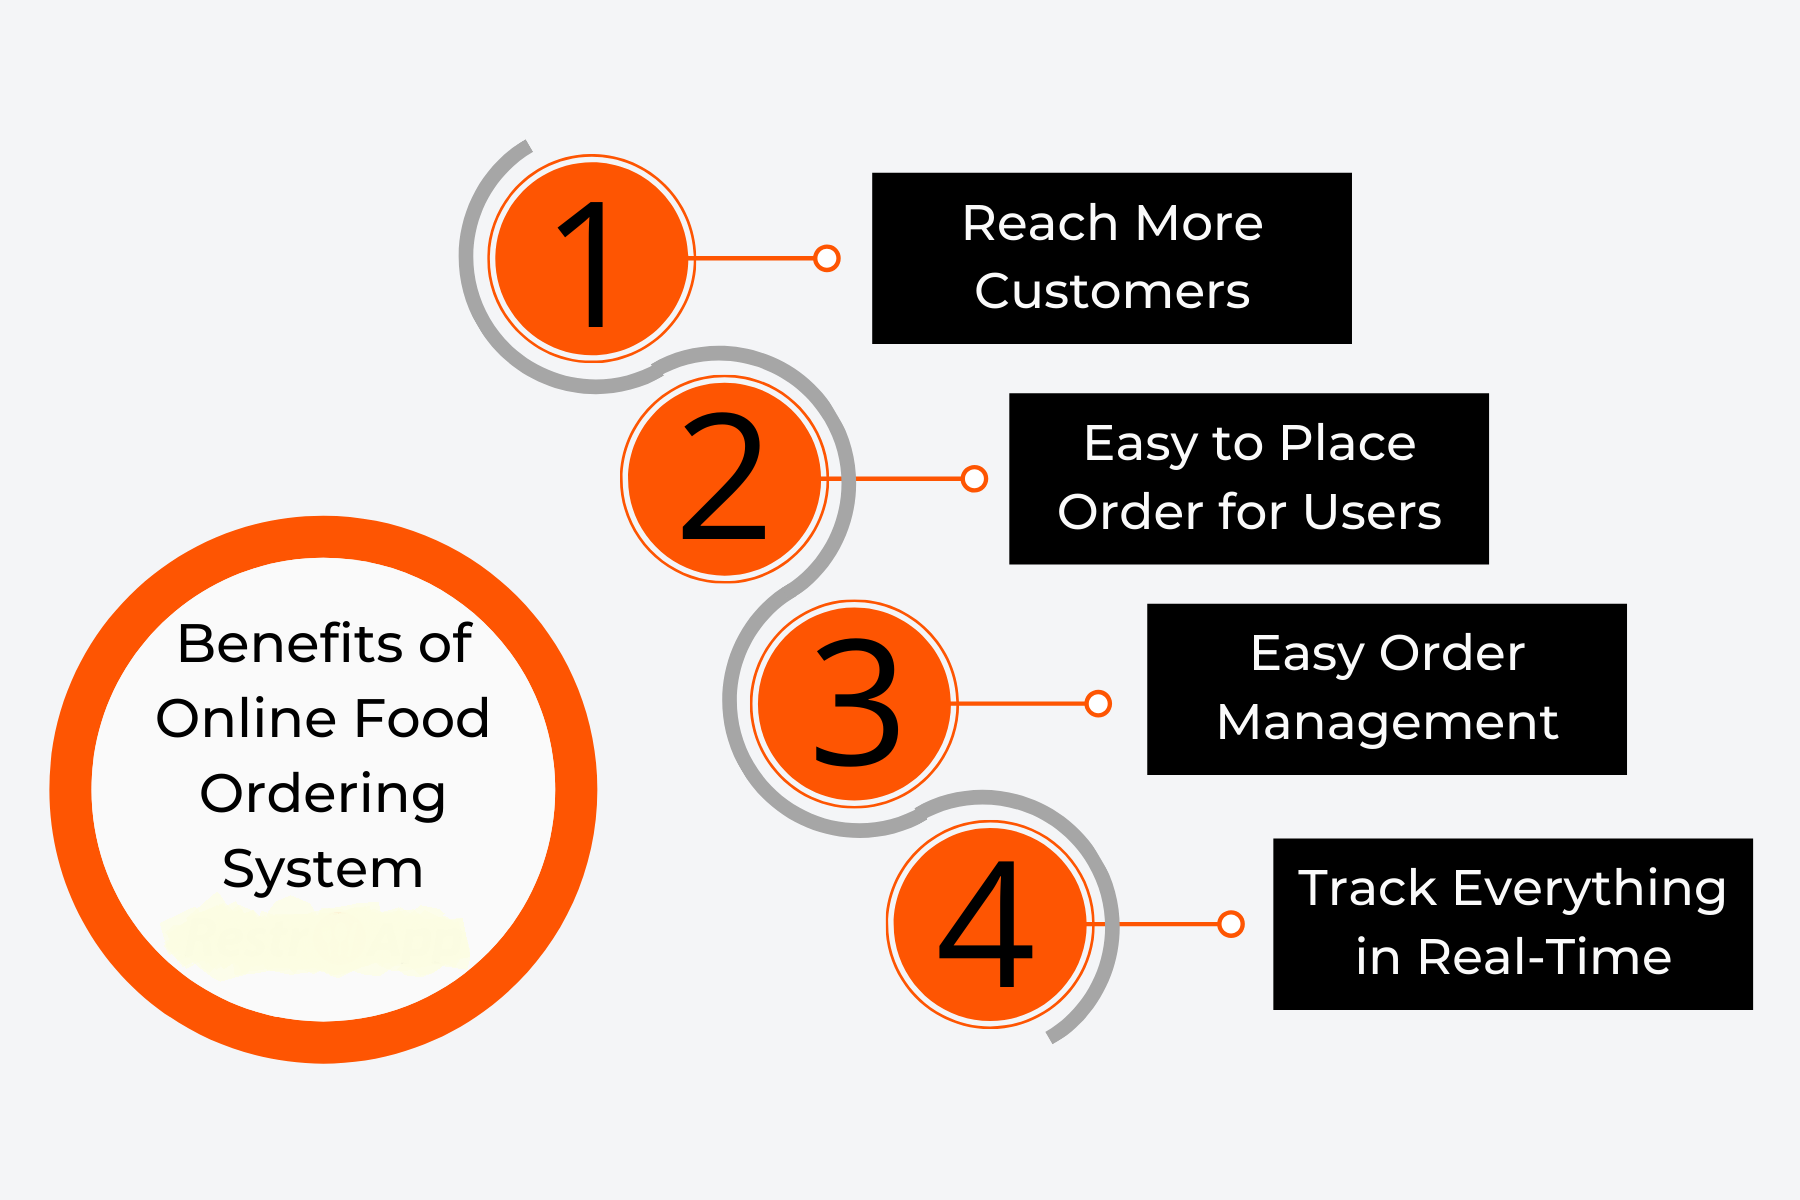 Benefits of
Online Food
Ordering
System
1
Reach More
Customers
2
Easy to Place
Order for Users
3
Easy Order
Management
4
Track Everything
in Real-Time